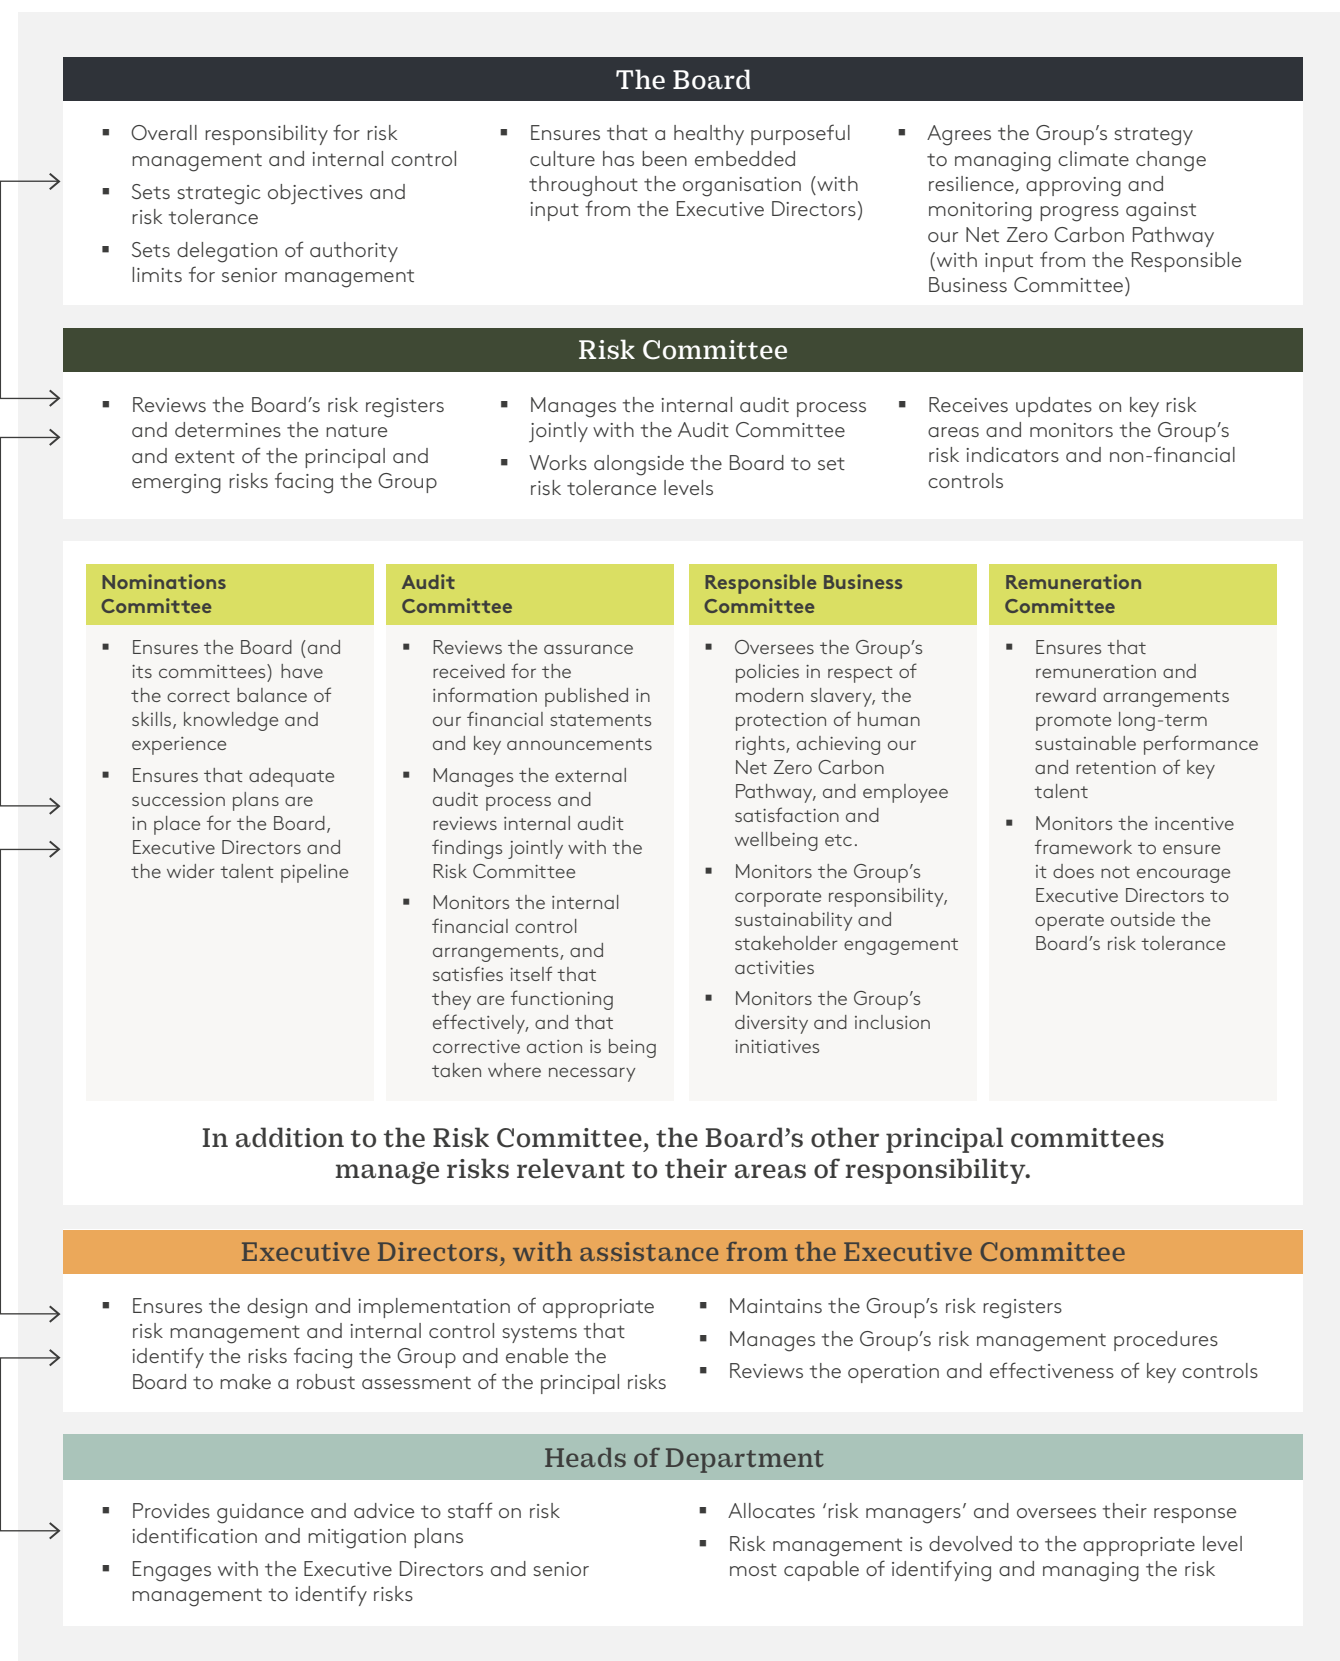 The Board
▪ Overall responsibility for risk
management and internal control
▪ Sets strategic objectives and
risk tolerance
▪ Sets delegation of authority
limits for senior management
▪ Ensures that a healthy purposeful
culture has been embedded
throughout the organisation (with
input from the Executive Directors)
▪ Agrees the Group’s strategy
to managing climate change
resilience, approving and
monitoring progress against
our Net Zero Carbon Pathway
(with input from the Responsible
Business Committee)
Risk Committee
▪ Reviews the Board’s risk registers
and determines the nature
and extent of the principal and
emerging risks facing the Group
▪ Manages the internal audit process
jointly with the Audit Committee
▪ Works alongside the Board to set
risk tolerance levels
▪ Receives updates on key risk
areas and monitors the Group’s
risk indicators and non-financial
controls
Nominations
Committee
▪ Ensures the Board (and
its committees) have
the correct balance of
skills, knowledge and
experience
▪ Ensures that adequate
succession plans are
in place for the Board,
Executive Directors and
the wider talent pipeline
Audit
Committee
▪ Reviews the assurance
received for the
information published in
our financial statements
and key announcements
▪ Manages the external
audit process and
reviews internal audit
findings jointly with the
Risk Committee
▪ Monitors the internal
financial control
arrangements, and
satisfies itself that
they are functioning
effectively, and that
corrective action is being
taken where necessary
Responsible Business
Committee
▪ Oversees the Group’s
policies in respect of
modern slavery, the
protection of human
rights, achieving our
Net Zero Carbon
Pathway, and employee
satisfaction and
wellbeing etc.
▪ Monitors the Group’s
corporate responsibility,
sustainability and
stakeholder engagement
activities
▪ Monitors the Group’s
diversity and inclusion
initiatives
Remuneration
Committee
▪ Ensures that
remuneration and
reward arrangements
promote long-term
sustainable performance
and retention of key
talent
▪ Monitors the incentive
framework to ensure
it does not encourage
Executive Directors to
operate outside the
Board’s risk tolerance
In addition to the Risk Committee, the Board’s other principal committees
manage risks relevant to their areas of responsibility.
Executive Directors, with assistance from the Executive Committee
▪ Ensures the design and implementation of appropriate
risk management and internal control systems that
identify the risks facing the Group and enable the
Board to make a robust assessment of the principal risks
▪ Maintains the Group’s risk registers
▪ Manages the Group’s risk management procedures
▪ Reviews the operation and effectiveness of key controls
Heads of Department
▪ Provides guidance and advice to staff on risk
identification and mitigation plans
▪ Engages with the Executive Directors and senior
management to identify risks
▪ Allocates ‘risk managers’ and oversees their response
▪ Risk management is devolved to the appropriate level
most capable of identifying and managing the risk